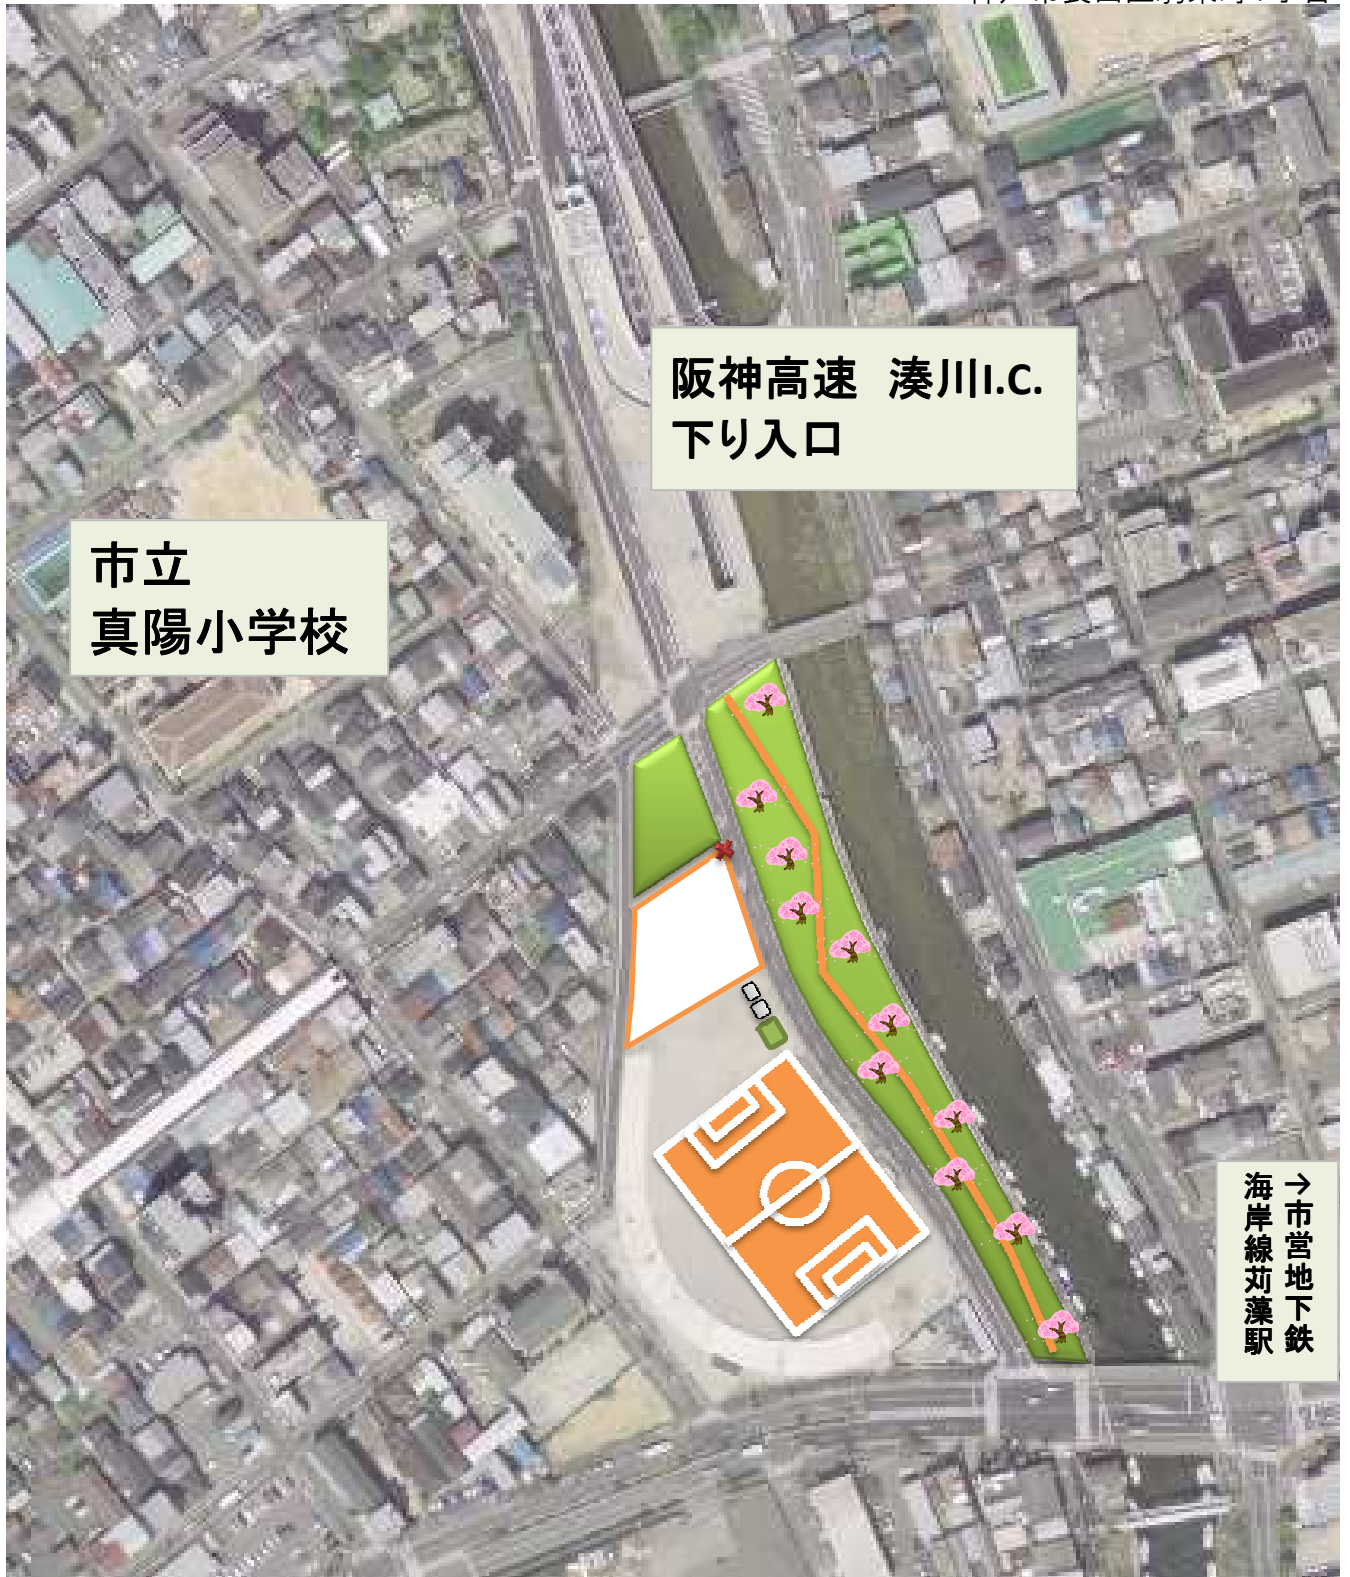 阪神高速 湊川I.C.
下り入口
市立
真陽小学校
→市営地下鉄
海岸線苅藻駅